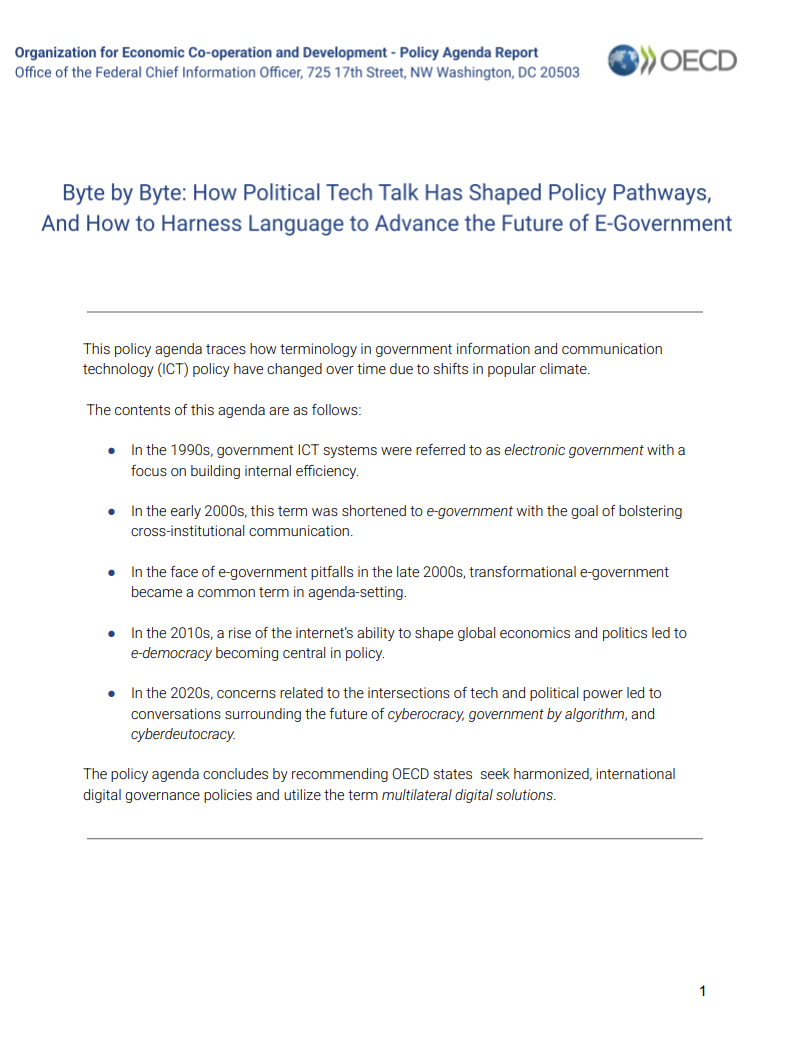 Organization for Economic Co-operation and Development - Policy Agenda Report
Office of the Federal Chief Information Officer, 725 17th Street, NW Washington, DC 20503
OECD
Byte by Byte: How Political Tech Talk Has Shaped Policy Pathways,
And How to Harness Language to Advance the Future of E-Government
This policy agenda traces how terminology in government information and communication
technology (ICT) policy have changed over time due to shifts in popular climate.
The contents of this agenda are as follows:
● In the 1990s, government ICT systems were referred to as electronic government with a
focus on building internal efficiency.
● In the early 2000s, this term was shortened to e-government with the goal of bolstering
cross-institutional communication.
● In the face of e-government pitfalls in the late 2000s, transformational e-government
became a common term in agenda-setting.
● In the 2010s, a rise of the internet's ability to shape global economics and politics led to
e-democracy becoming central in policy.
● In the 2020s, concerns related to the intersections of tech and political power led to
conversations surrounding the future of cyberocracy, government by algorithm, and
cyberdeutocracy.
The policy agenda concludes by recommending OECD states  seek harmonized, international
digital governance policies and utilize the term multilateral digital solutions.
1